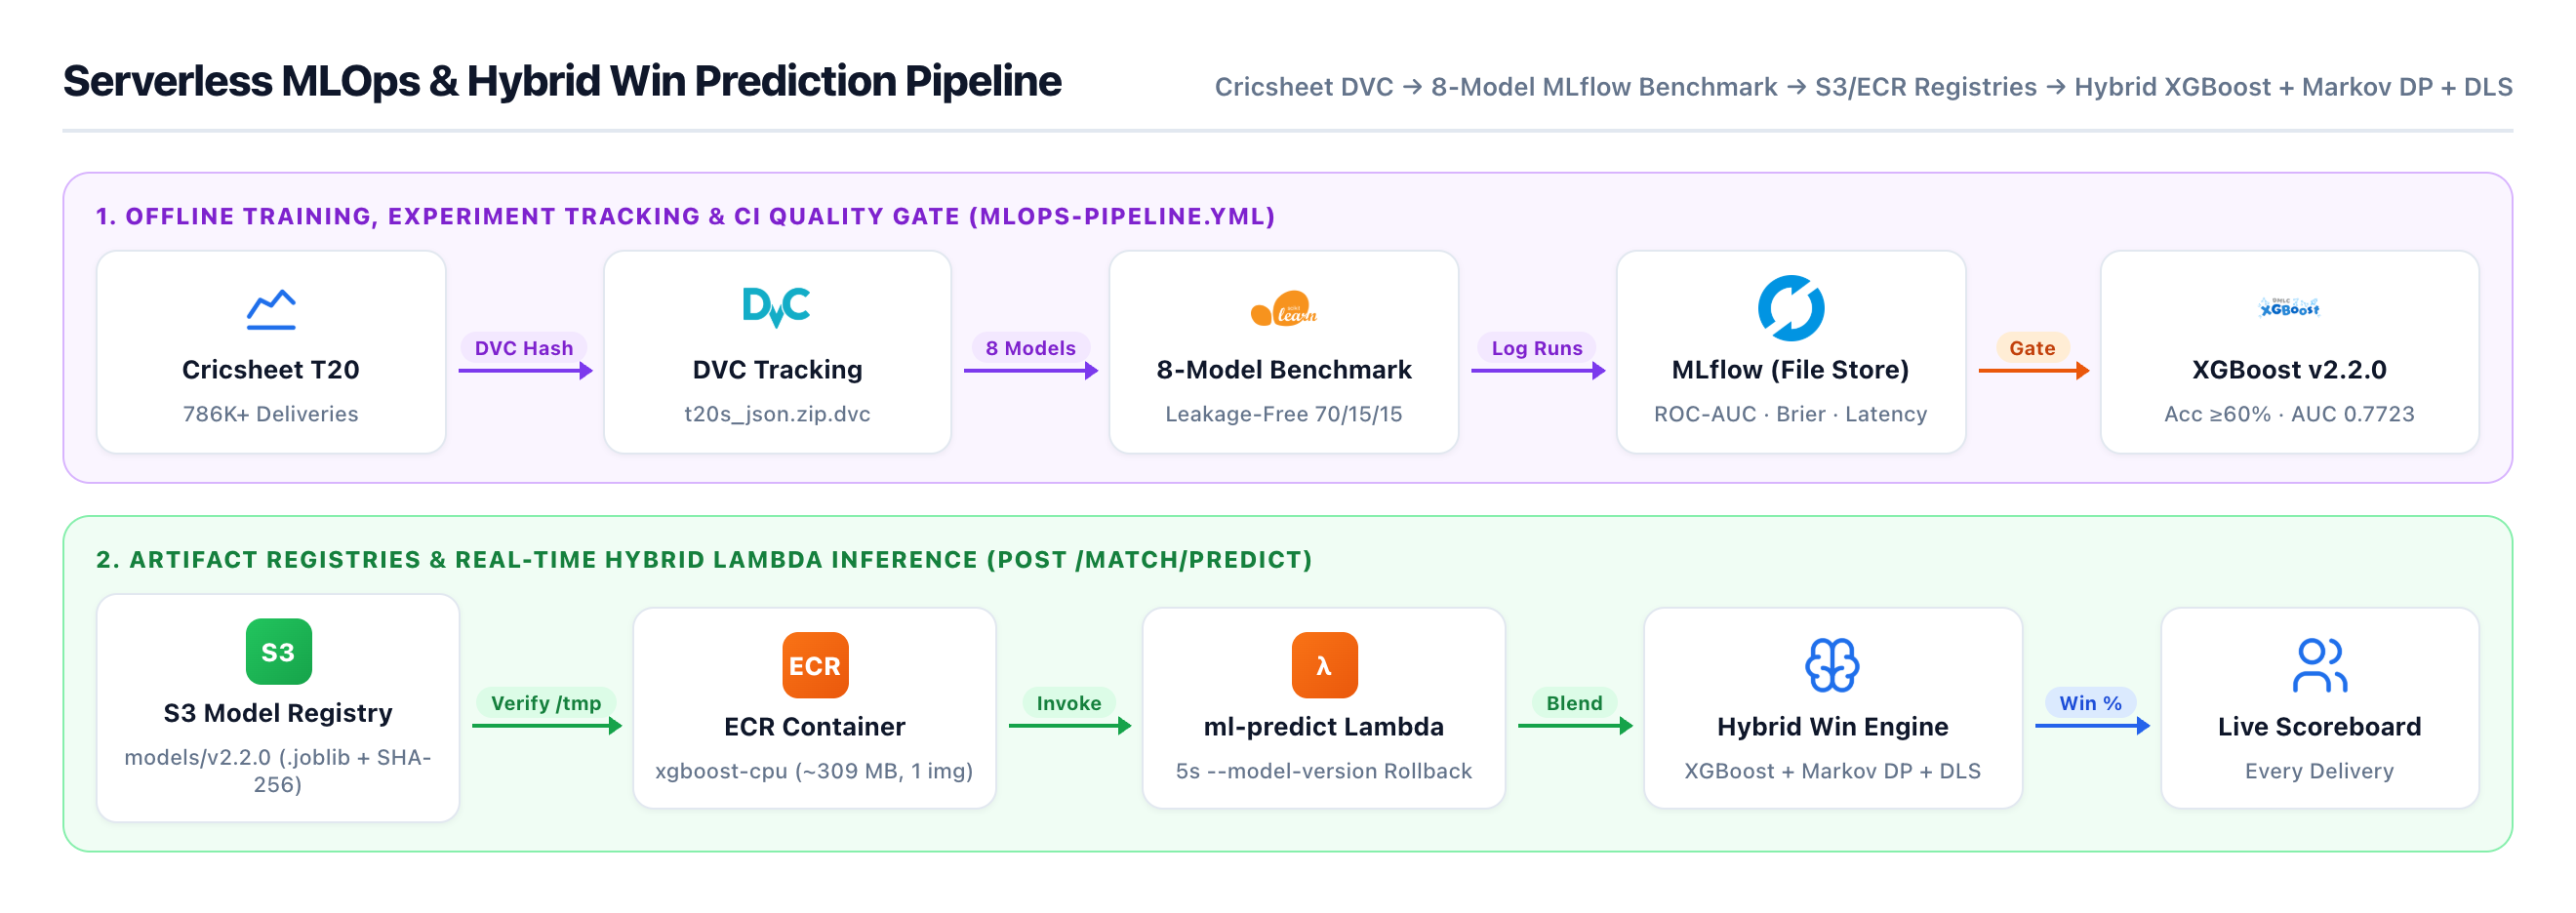 Serverless MLOps & Hybrid Win Prediction Pipeline
Cricsheet DVC → 8-Model MLflow Benchmark → S3/ECR Registries → Hybrid XGBoost + Markov DP + DLS
1. OFFLINE TRAINING, EXPERIMENT TRACKING & CI QUALITY GATE (MLOPS-PIPELINE.YML)
Cricsheet T20
786K+ Deliveries
DVC Hash
DVC
DVC Tracking
t20s_json.zip.dvc
8 Models
learn
8-Model Benchmark
Leakage-Free 70/15/15
Log Runs
MLflow (File Store)
ROC-AUC · Brier · Latency
Gate
XGBoost
XGBoost v2.2.0
Acc ≥60% · AUC 0.7723
2. ARTIFACT REGISTRIES & REAL-TIME HYBRID LAMBDA INFERENCE (POST /MATCH/PREDICT)
S3
S3 Model Registry
models/v2.2.0 (.joblib + SHA-
256)
Verify /tmp
ECR
ECR Container
xgboost-cpu (~309 MB, 1 img)
Invoke
λ
ml-predict Lambda
5s --model-version Rollback
Blend
Hybrid Win Engine
XGBoost + Markov DP + DLS
Win %
Live Scoreboard
Every Delivery